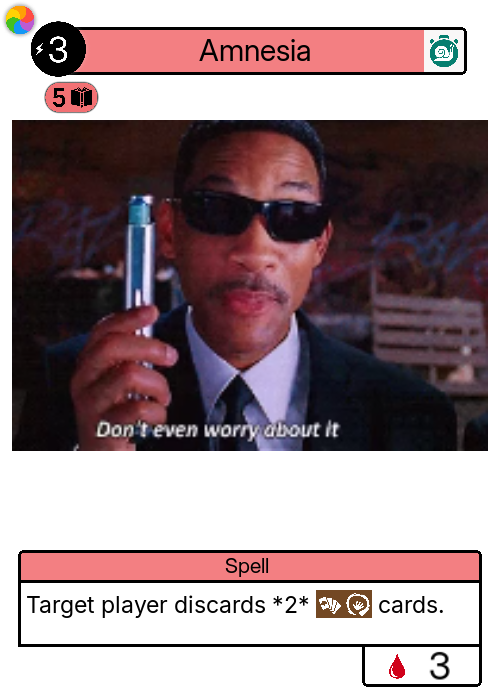 3
Amnesia
5
Don't even worry about it
Spell
Target player discards *2* cards.
3